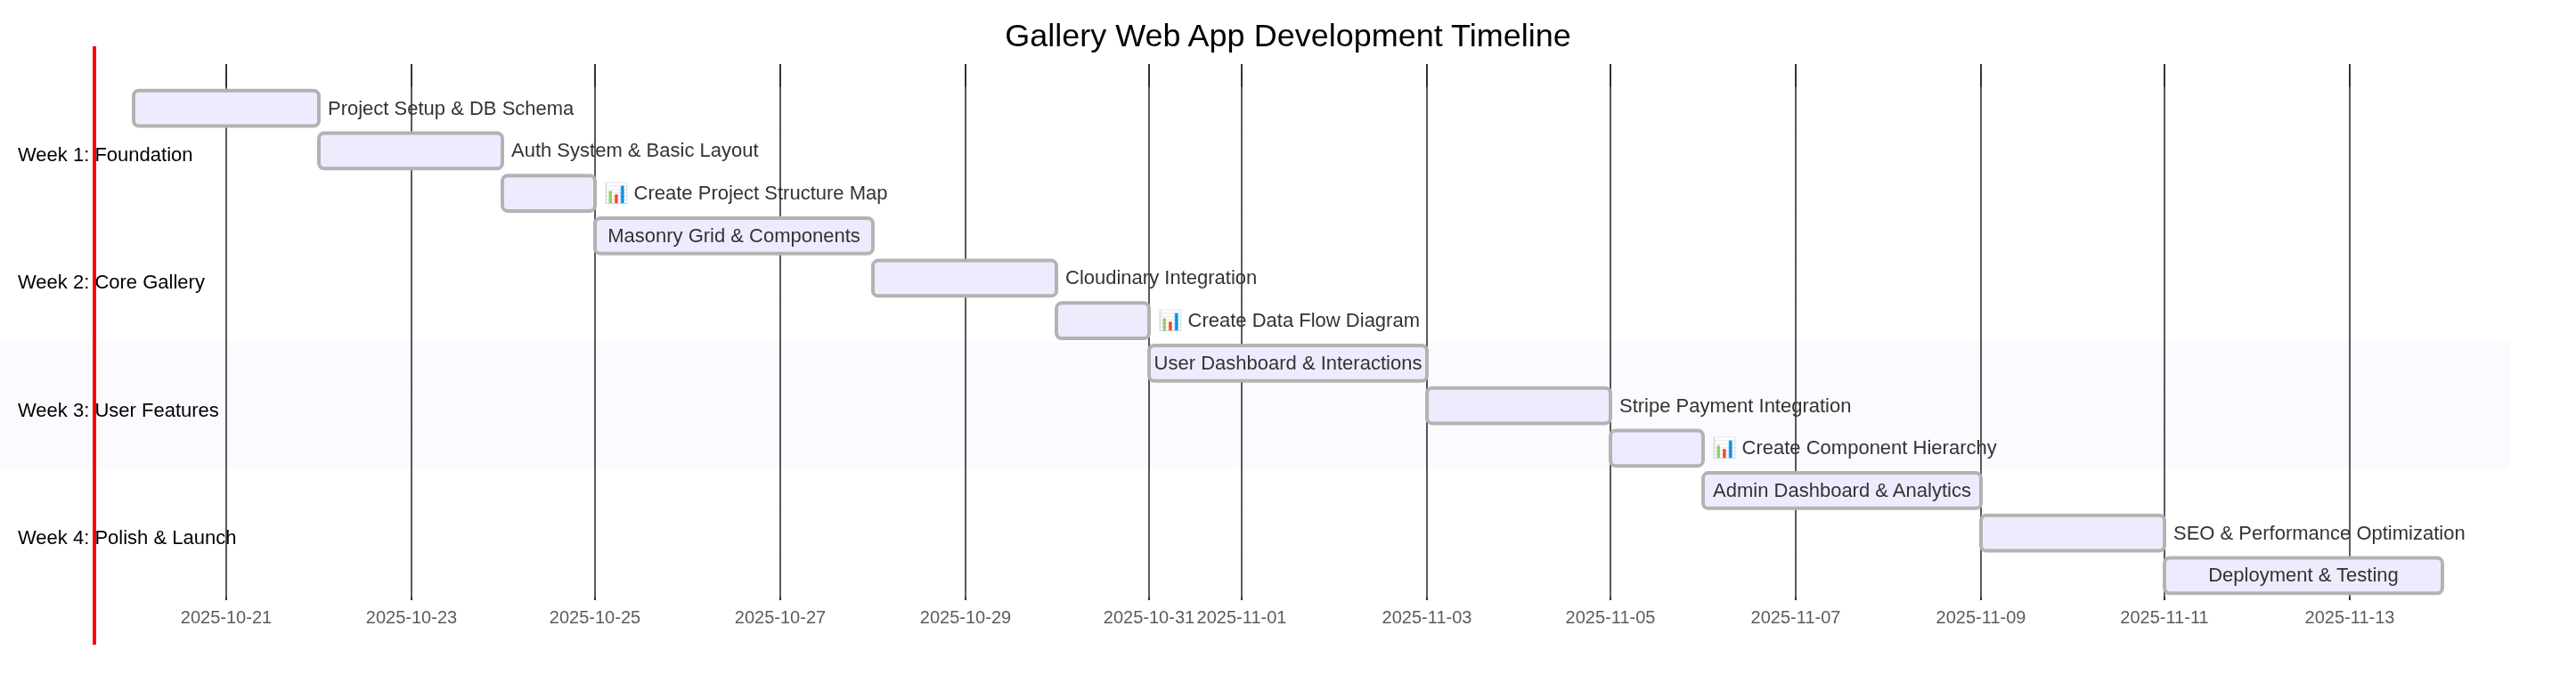 Gallery Web App Development Timeline
Project Setup & DB Schema
Week 1: Foundation
Auth System & Basic Layout
📊 Create Project Structure Map
Masonry Grid & Components
Week 2: Core Gallery
Cloudinary Integration
📊 Create Data Flow Diagram
User Dashboard & Interactions
Week 3: User Features
Stripe Payment Integration
📊 Create Component Hierarchy
Admin Dashboard & Analytics
Week 4: Polish & Launch
SEO & Performance Optimization
Deployment & Testing
2025-10-21 2025-10-23 2025-10-25 2025-10-27 2025-10-29 2025-10-31 2025-11-01 2025-11-03 2025-11-05 2025-11-07 2025-11-09 2025-11-11 2025-11-13